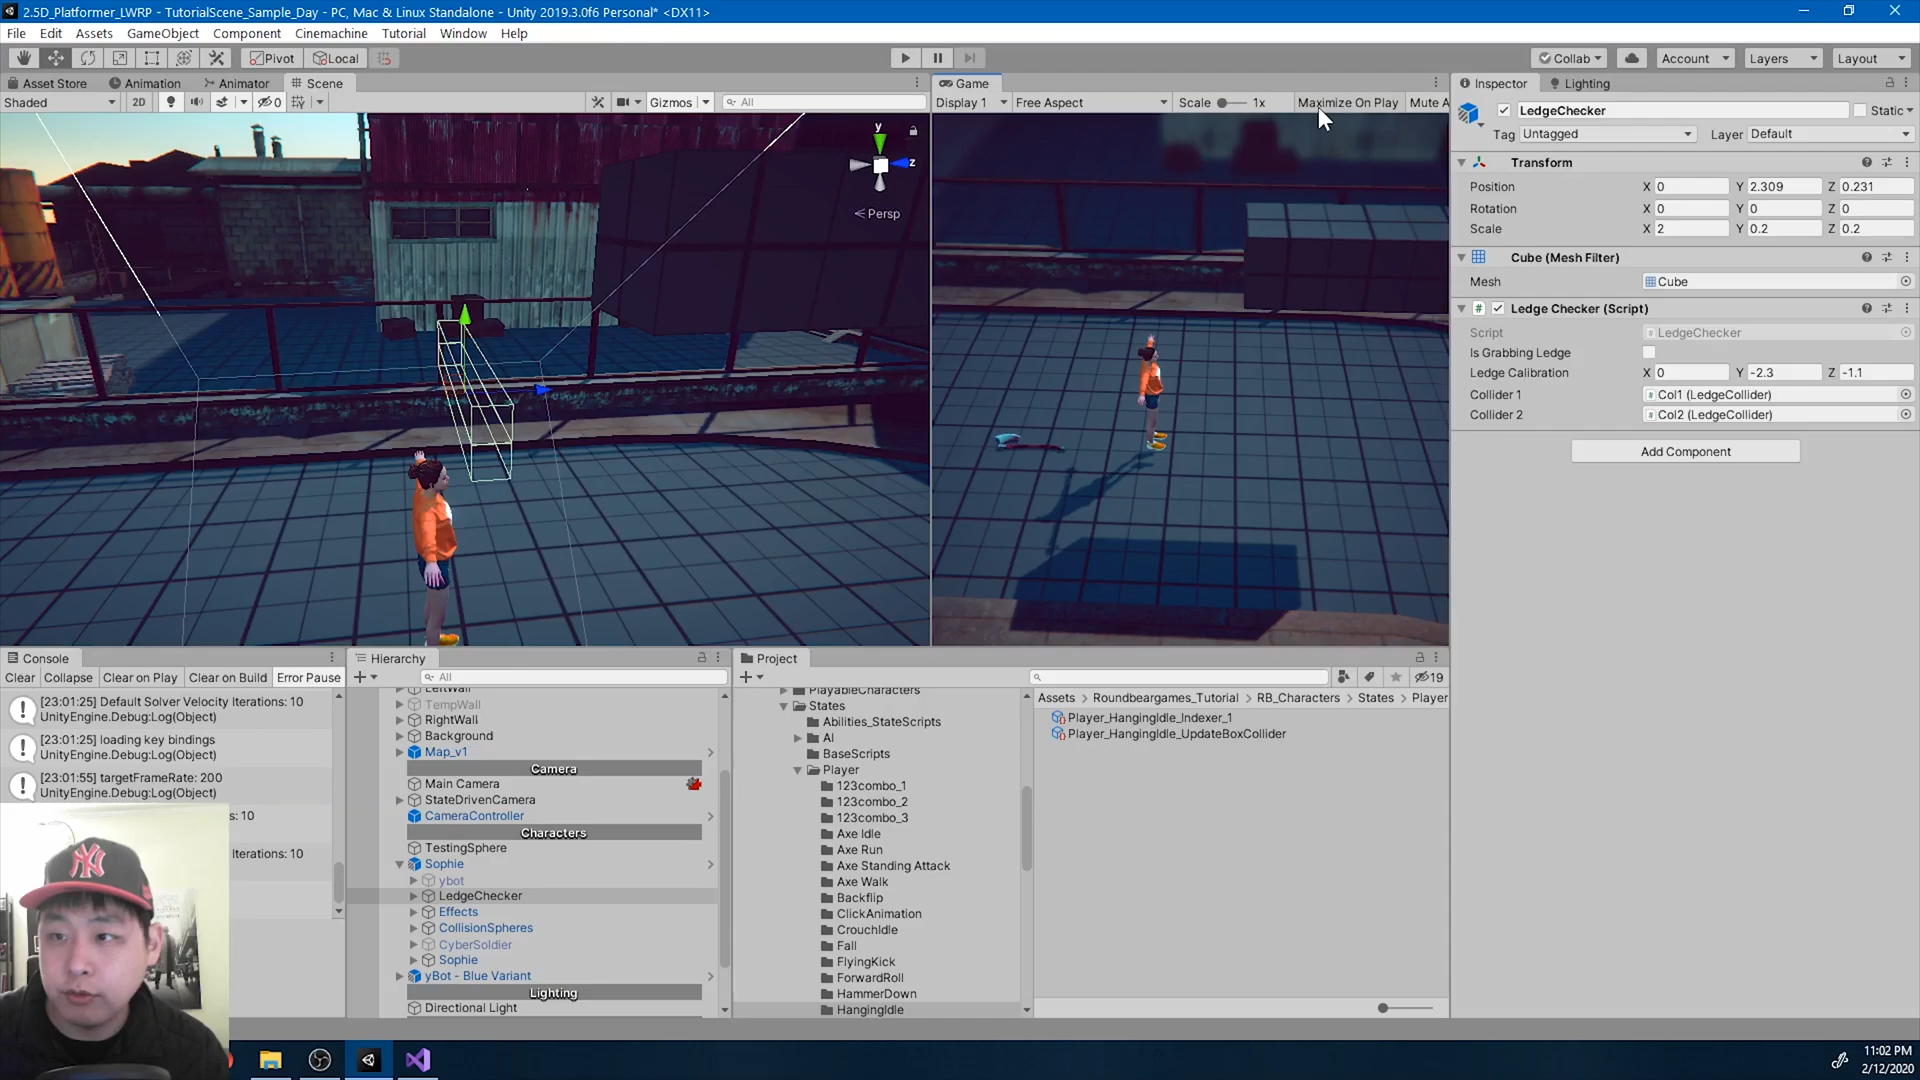 2.5D_Platformer_LWRP - TutorialScene_Sample_Day - PC, Mac & Linux Standalone - Unity 2019.3.0f6 Personal* <DX11>
File Edit Assets GameObject Component Cinemachine Tutorial Window Help
Pivot Local Collab Account Layers Layout
Asset Store Animation Animator Scene Game Inspector Lighting
Shaded 2D 0 Gizmos All Display 1 Free Aspect Scale 1x Maximize On Play Mute A
LedgeChecker Static
Tag Untagged Layer Default
Transform
Position X 0 Y 2.309 Z 0.231
Rotation X 0 Y 0 Z 0
Scale X 2 Y 0.2 Z 0.2
Cube (Mesh Filter)
Mesh Cube
Ledge Checker (Script)
Script LedgeChecker
Is Grabbing Ledge
Ledge Calibration X 0 Y -2.3 Z -1.1
Collider 1 Col1 (LedgeCollider)
Collider 2 Col2 (LedgeCollider)
Add Component
y
z
Persp
Console
Clear Collapse Clear on Play Clear on Build Error Pause
[23:01:25] Default Solver Velocity Iterations: 10
UnityEngine.Debug:Log(Object)
[23:01:25] loading key bindings
UnityEngine.Debug:Log(Object)
[23:01:55] targetFrameRate: 200
UnityEngine.Debug:Log(Object)
s: 10
Iterations: 10
NY
Hierarchy
All
LeftWall
TempWall
RightWall
Background
Map_v1
Camera
Main Camera
StateDrivenCamera
CameraController
Characters
TestingSphere
Sophie
ybot
LedgeChecker
Effects
CollisionSpheres
CyberSoldier
Sophie
yBot - Blue Variant
Lighting
Directional Light
Project
19
PlayableCharacters
States
Abilities_StateScripts
AI
BaseScripts
Player
123combo_1
123combo_2
123combo_3
Axe Idle
Axe Run
Axe Standing Attack
Axe Walk
Backflip
ClickAnimation
CrouchIdle
Fall
FlyingKick
ForwardRoll
HammerDown
HangingIdle
Assets > Roundbeargames_Tutorial > RB_Characters > States > Player
Player_HangingIdle_Indexer_1
Player_HangingIdle_UpdateBoxCollider
11:02 PM
2/12/2020